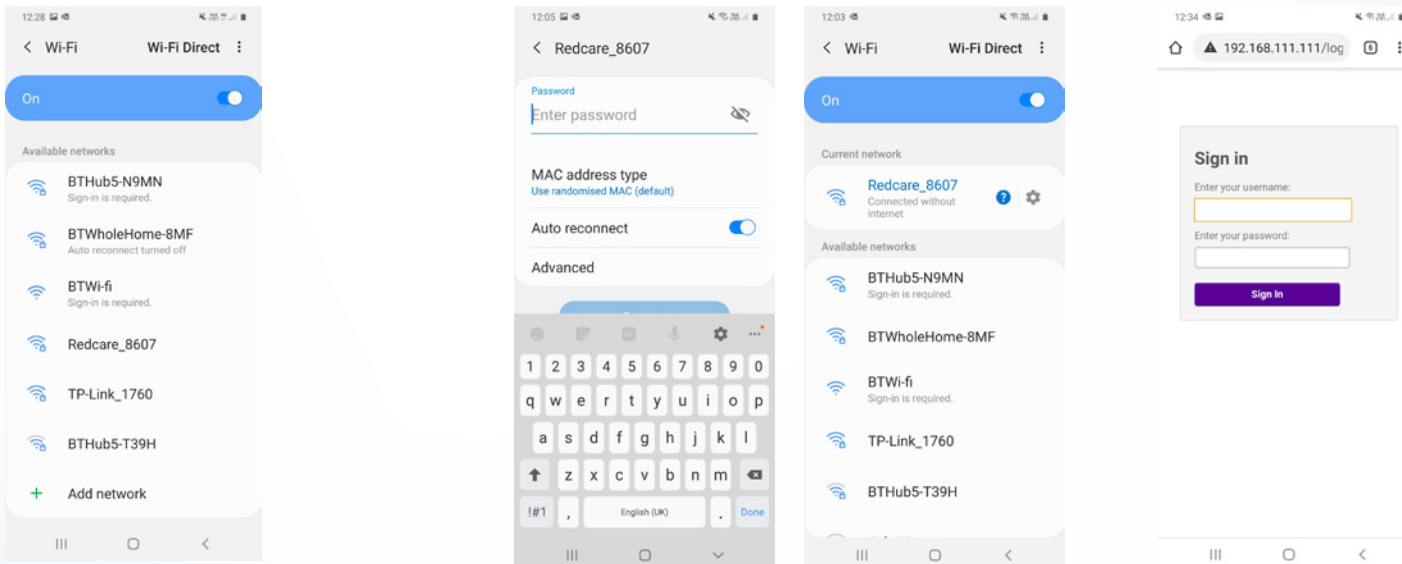 12:28
Wi-Fi
Wi-Fi Direct
On
Available networks
BTHub5-N9MN
Sign-in is required.
BTWholeHome-8MF
Auto reconnect turned off
BTWi-fi
Sign-in is required.
Redcare_8607
TP-Link_1760
BTHub5-T39H
+ Add network
12:05
Redcare_8607
Password
Enter password
MAC address type
Use randomised MAC (default)
Auto reconnect
Advanced
1 2 3 4 5 6 7 8 9 0
q w e r t y u i o p
a s d f g h j k l
z x c v b n m
!#1 , English (UK) . Done
12:03
Wi-Fi
Wi-Fi Direct
On
Current network
Redcare_8607
Connected without
internet
Available networks
BTHub5-N9MN
Sign-in is required.
BTWholeHome-8MF
BTWi-fi
Sign-in is required.
TP-Link_1760
BTHub5-T39H
12:34
192.168.111.111/log
6
Sign in
Enter your username:
Enter your password:
Sign In